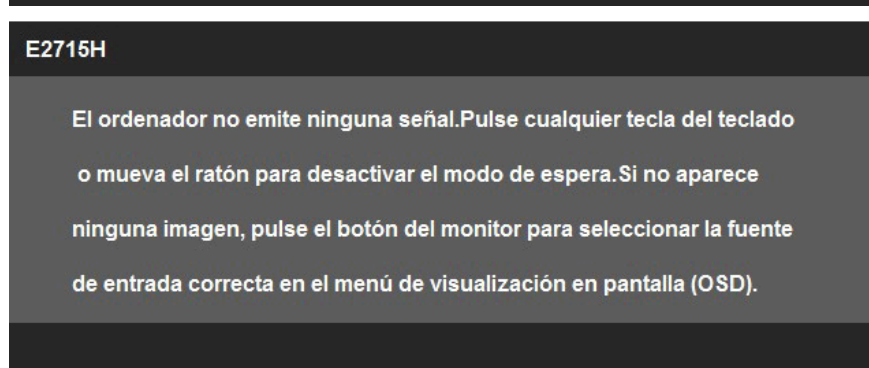 E2715H
El ordenador no emite ninguna señal.Pulse cualquier tecla del teclado
o mueva el ratón para desactivar el modo de espera.Si no aparece
ninguna imagen, pulse el botón del monitor para seleccionar la fuente
de entrada correcta en el menú de visualización en pantalla (OSD).